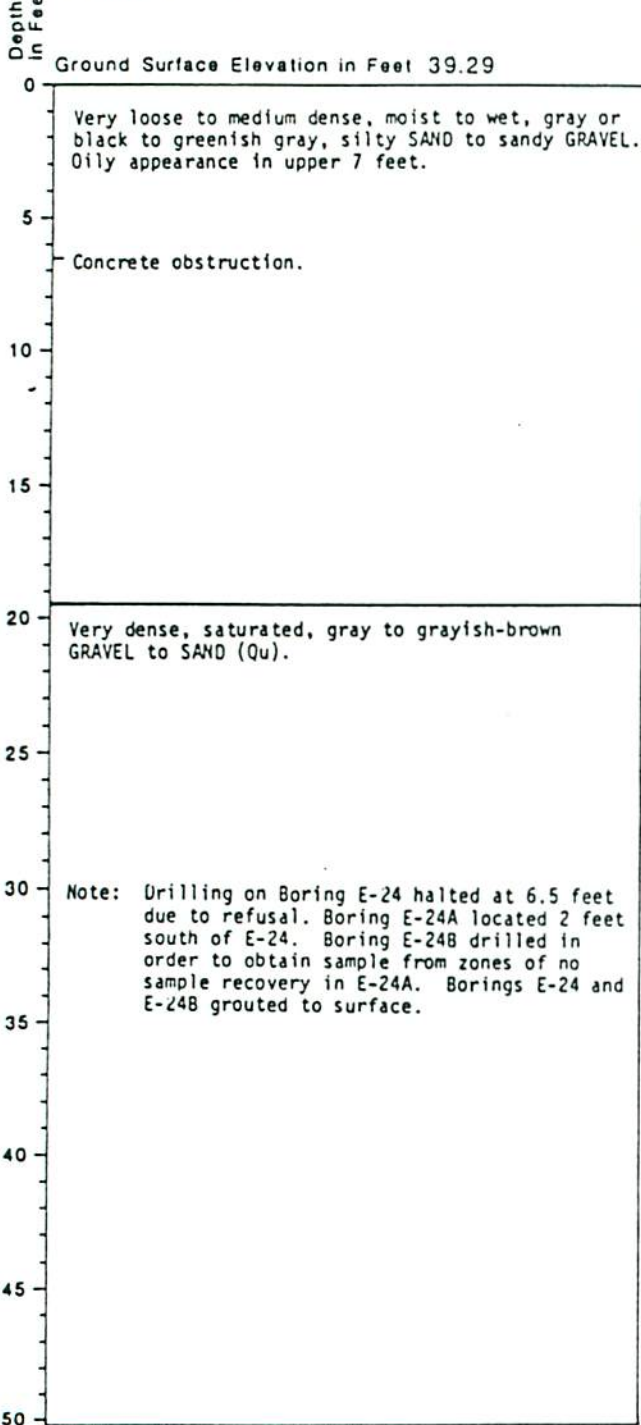 Depth
in Feet
Ground Surface Elevation in Feet 39.29
0
Very loose to medium dense, moist to wet, gray or
black to greenish gray, silty SAND to sandy GRAVEL.
Oily appearance in upper 7 feet.
5
Concrete obstruction.
10
15
20
Very dense, saturated, gray to grayish-brown
GRAVEL to SAND (Qu).
25
30
Note: Drilling on Boring E-24 halted at 6.5 feet
due to refusal. Boring E-24A located 2 feet
south of E-24. Boring E-24B drilled in
order to obtain sample from zones of no
sample recovery in E-24A. Borings E-24 and
E-24B grouted to surface.
35
40
45
50